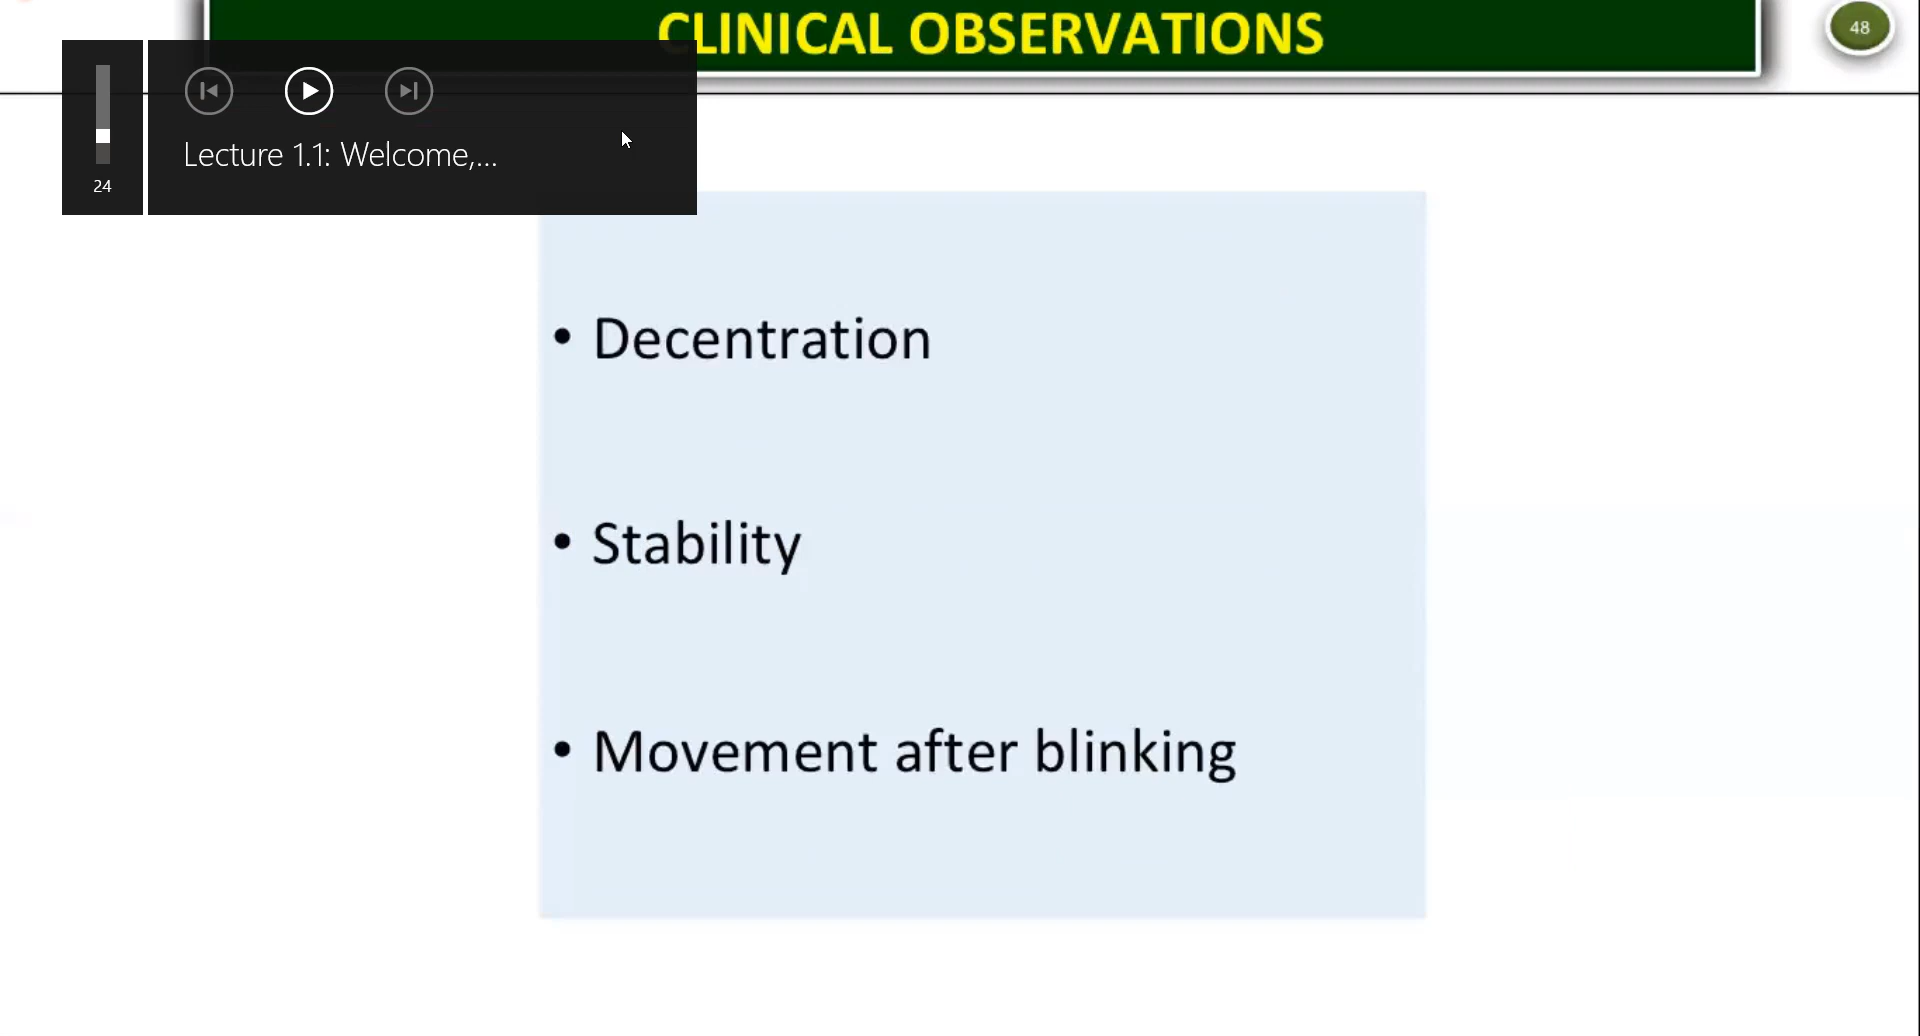 CLINICAL OBSERVATIONS
48
24
Lecture 1.1: Welcome,...
• Decentration
• Stability
• Movement after blinking